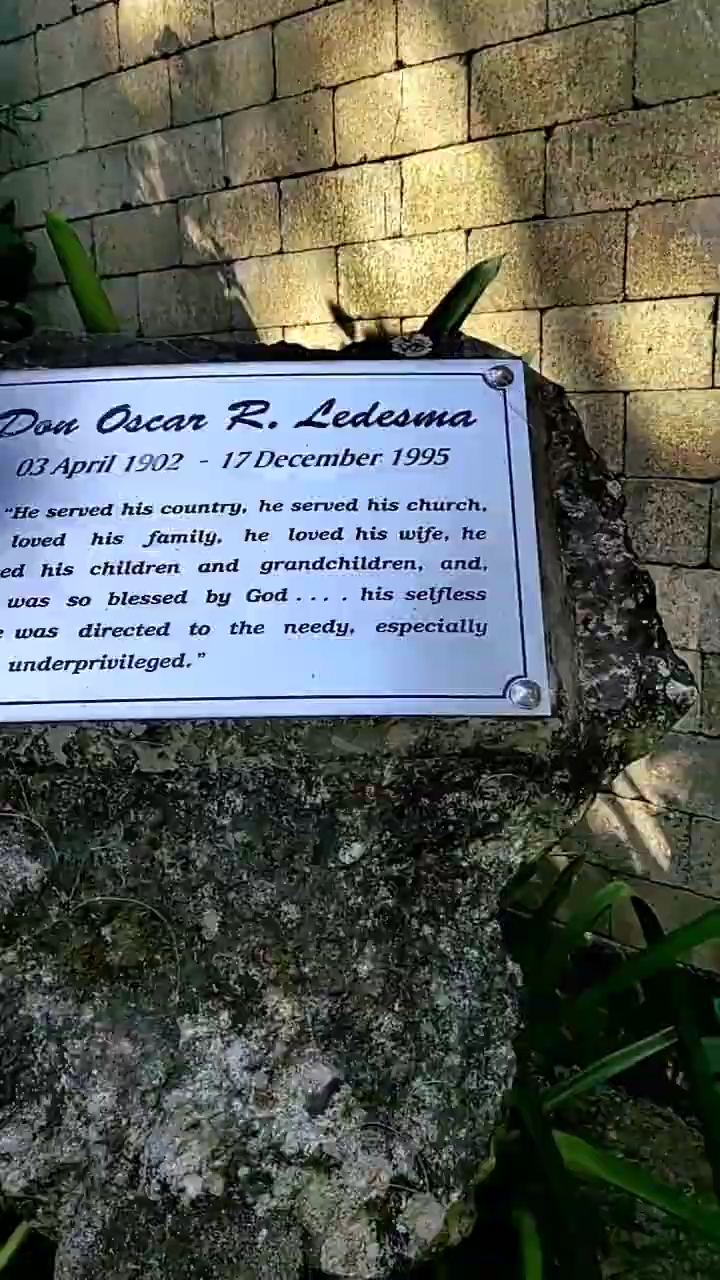 Don Oscar R. Ledesma
03 April 1902 - 17 December 1995
"He served his country, he served his church,
loved his family, he loved his wife, he
ed his children and grandchildren, and,
was so blessed by God . . . . his selfless
e was directed to the needy, especially
underprivileged."